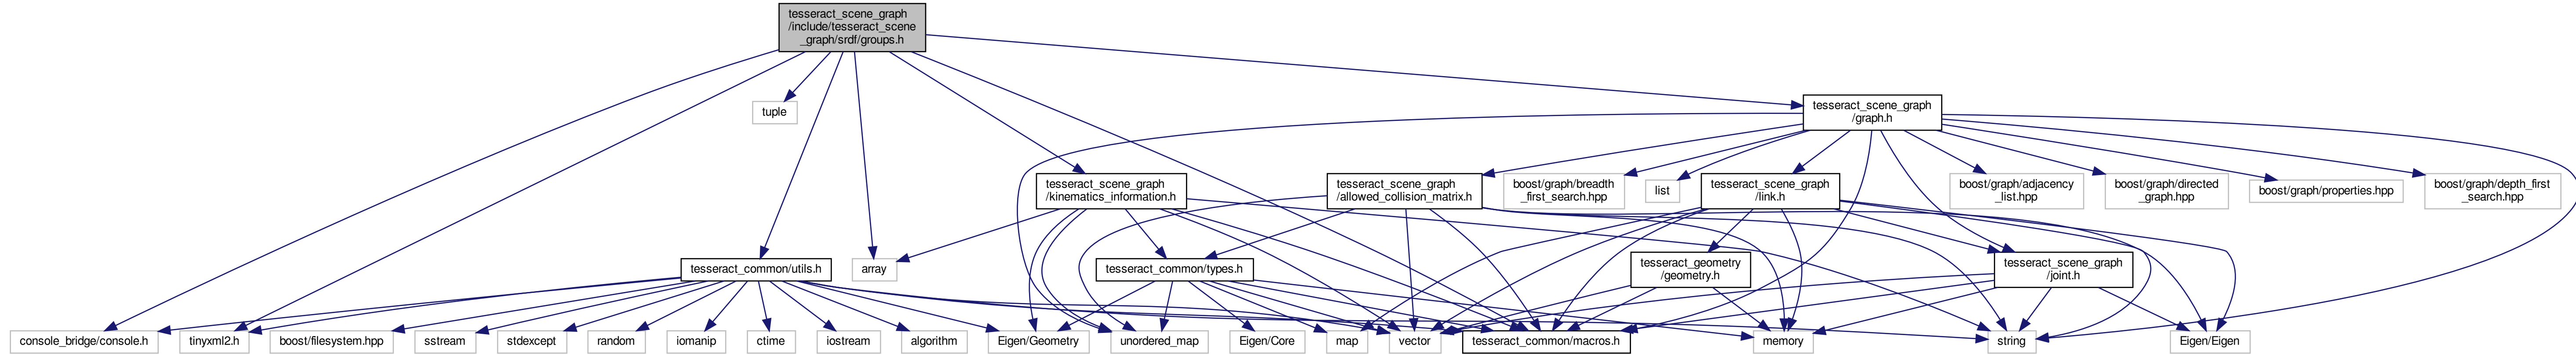 tesseract_scene_graph
/include/tesseract_scene
_graph/srdf/groups.h
tuple
tesseract_scene_graph
/graph.h
tesseract_scene_graph
/kinematics_information.h
tesseract_scene_graph
/allowed_collision_matrix.h
boost/graph/breadth
_first_search.hpp
list
tesseract_scene_graph
/link.h
boost/graph/adjacency
_list.hpp
boost/graph/directed
_graph.hpp
boost/graph/properties.hpp
boost/graph/depth_first
_search.hpp
tesseract_common/utils.h
array
tesseract_common/types.h
tesseract_geometry
/geometry.h
tesseract_scene_graph
/joint.h
console_bridge/console.h
tinyxml2.h
boost/filesystem.hpp
sstream
stdexcept
random
iomanip
ctime
iostream
algorithm
Eigen/Geometry
unordered_map
Eigen/Core
map
vector
tesseract_common/macros.h
memory
string
Eigen/Eigen